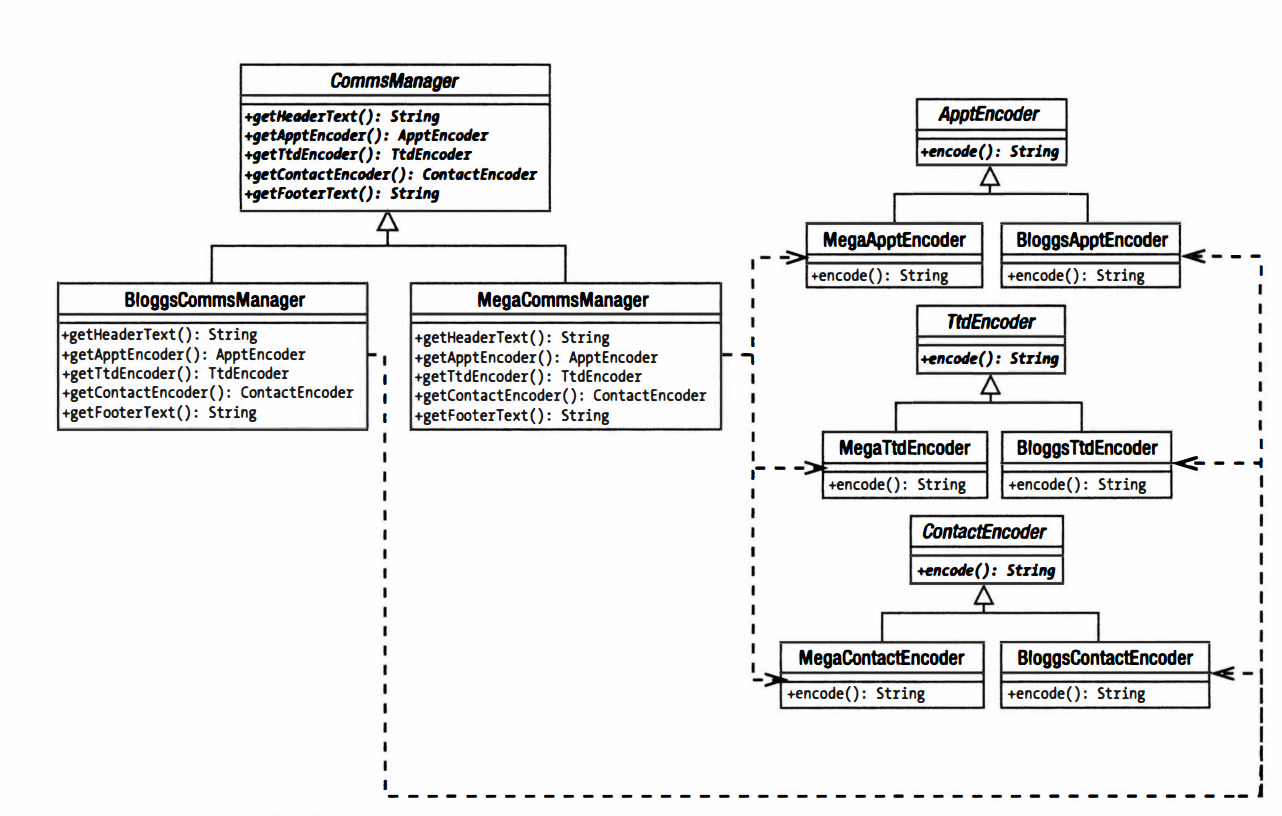 CommsManager
+getHeaderText(): String
+getApptEncoder(): ApptEncoder
+getTtdEncoder(): TtdEncoder
+getContactEncoder(): ContactEncoder
+getFooterText(): String
BloggsCommsManager
+getHeaderText(): String
+getApptEncoder(): ApptEncoder
+getTtdEncoder(): TtdEncoder
+getContactEncoder(): ContactEncoder
+getFooterText(): String
MegaCommsManager
+getHeaderText(): String
+getApptEncoder(): ApptEncoder
+getTtdEncoder(): TtdEncoder
+getContactEncoder(): ContactEncoder
+getFooterText(): String
ApptEncoder
+encode(): String
MegaApptEncoder
+encode(): String
BloggsApptEncoder
+encode(): String
TtdEncoder
+encode(): String
MegaTtdEncoder
+encode(): String
BloggsTtdEncoder
+encode(): String
ContactEncoder
+encode(): String
MegaContactEncoder
+encode(): String
BloggsContactEncoder
+encode(): String